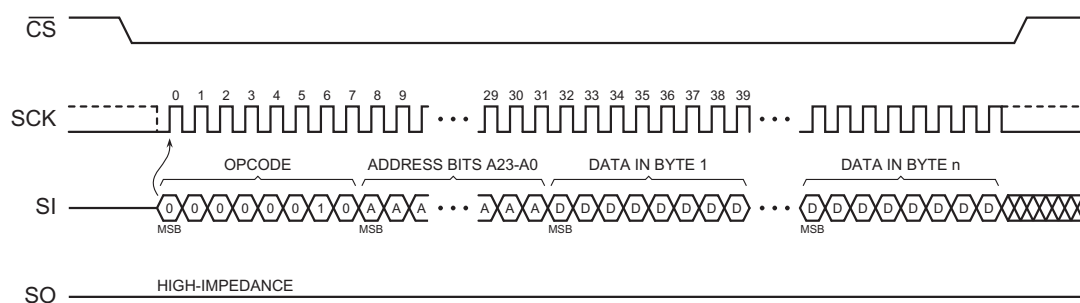 CS
0 1 2 3 4 5 6 7 8 9 29 30 31 32 33 34 35 36 37 38 39
SCK
OPCODE ADDRESS BITS A23-A0 DATA IN BYTE 1 DATA IN BYTE n
SI 0 0 0 0 0 0 1 0 A A A A A A D D D D D D D D D D D D D D D D
MSB MSB MSB MSB
HIGH-IMPEDANCE
SO